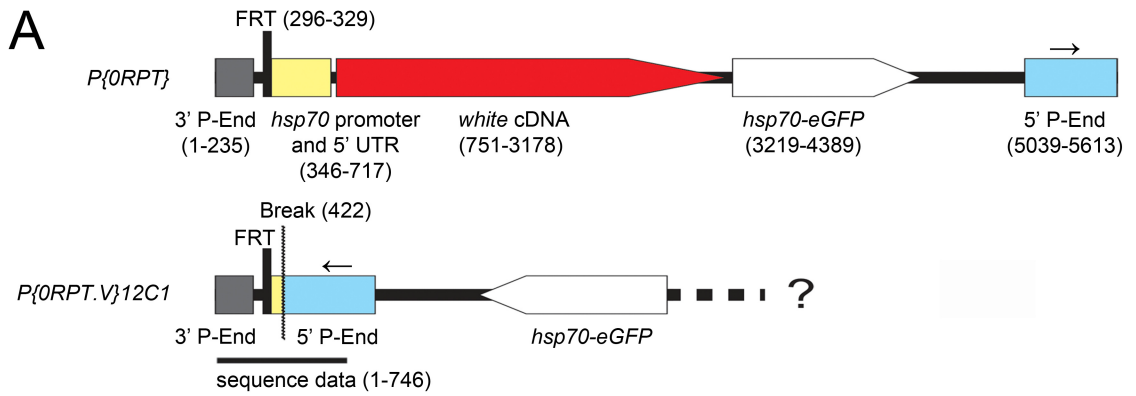 A
FRT (296-329)
P{0RPT}
3’ P-End
(1-235)
hsp70 promoter
and 5’ UTR
(346-717)
white cDNA
(751-3178)
hsp70-eGFP
(3219-4389)
5’ P-End
(5039-5613)
Break (422)
FRT
P{0RPT.V}12C1
?
3’ P-End
5’ P-End
hsp70-eGFP
sequence data (1-746)